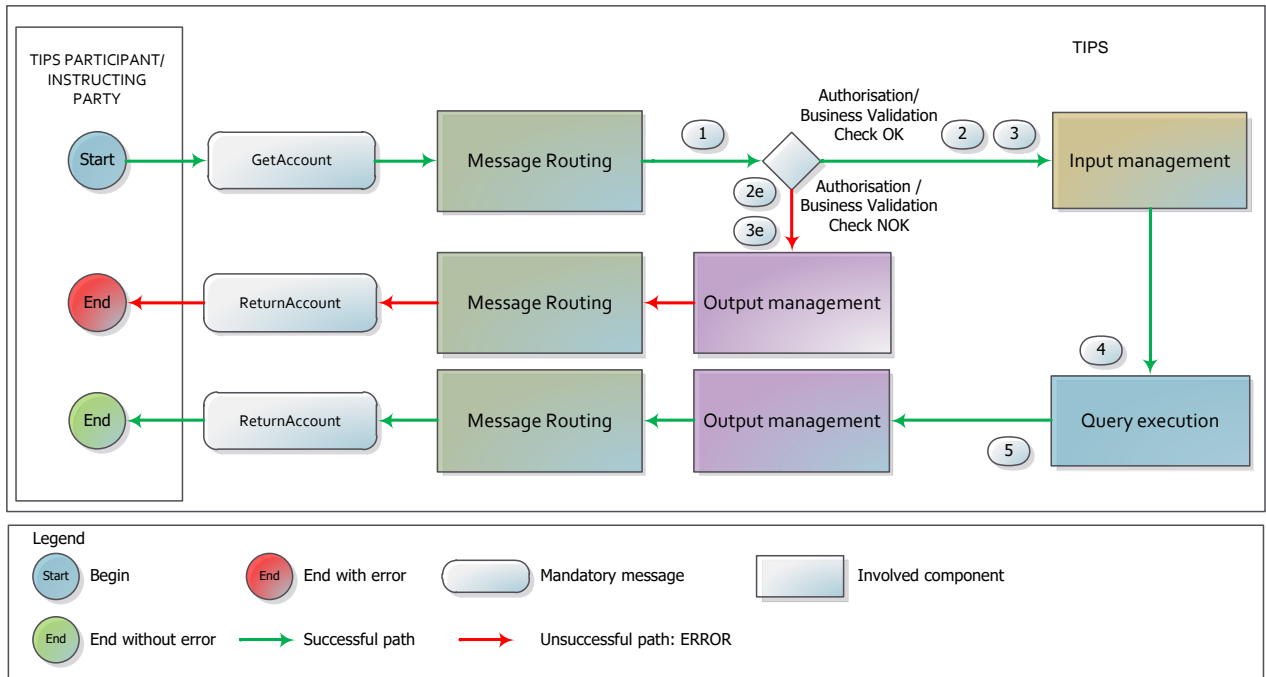 TIPS PARTICIPANT/
INSTRUCTING
PARTY
TIPS
Start
GetAccount
Message Routing
1
Authorisation/
Business Validation
Check OK
2
3
Input management
2e
3e
Authorisation /
Business Validation
Check NOK
End
ReturnAccount
Message Routing
Output management
4
End
ReturnAccount
Message Routing
Output management
5
Query execution
Legend
Start
Begin
End
End with error
Mandatory message
Involved component
End
End without error
Successful path
Unsuccessful path: ERROR